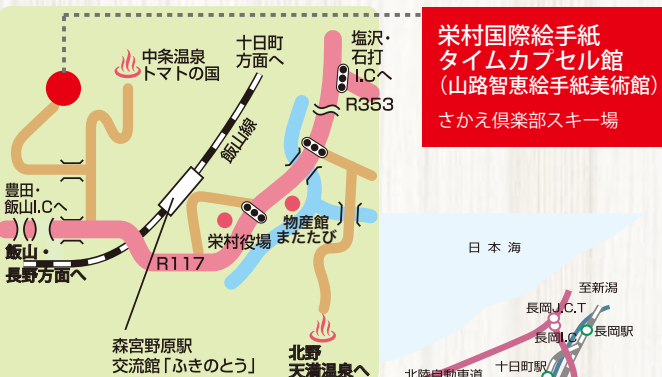 栄村国際絵手紙
タイムカプセル館
(山路智恵絵手紙美術館)
さかえ倶楽部スキー場
中条温泉
トマトの国
十日町
方面へ
塩沢・
石打
I.Cへ
R353
飯山線
豊田・
飯山I.Cへ
飯山・
長野方面へ
R117
栄村役場
物産館
またたび
森宮野原駅
交流館「ふきのとう」
北野
天満温泉へ
日本海
至新潟
長岡J.C.T
長岡I.C
長岡駅
十日町駅
北陸自動車道